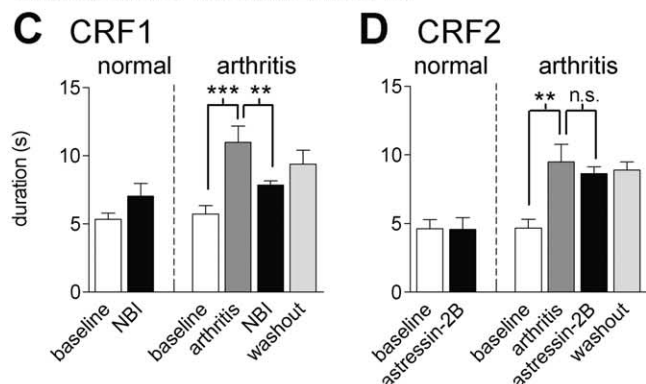 C CRF1
normal arthritis
duration (s)
15
10
5
0
*** **
baseline
NBI
baseline
arthritis
NBI
washout
D CRF2
normal arthritis
15
10
5
0
** n.s.
baseline
astressin-2B
baseline
arthritis
astressin-2B
washout